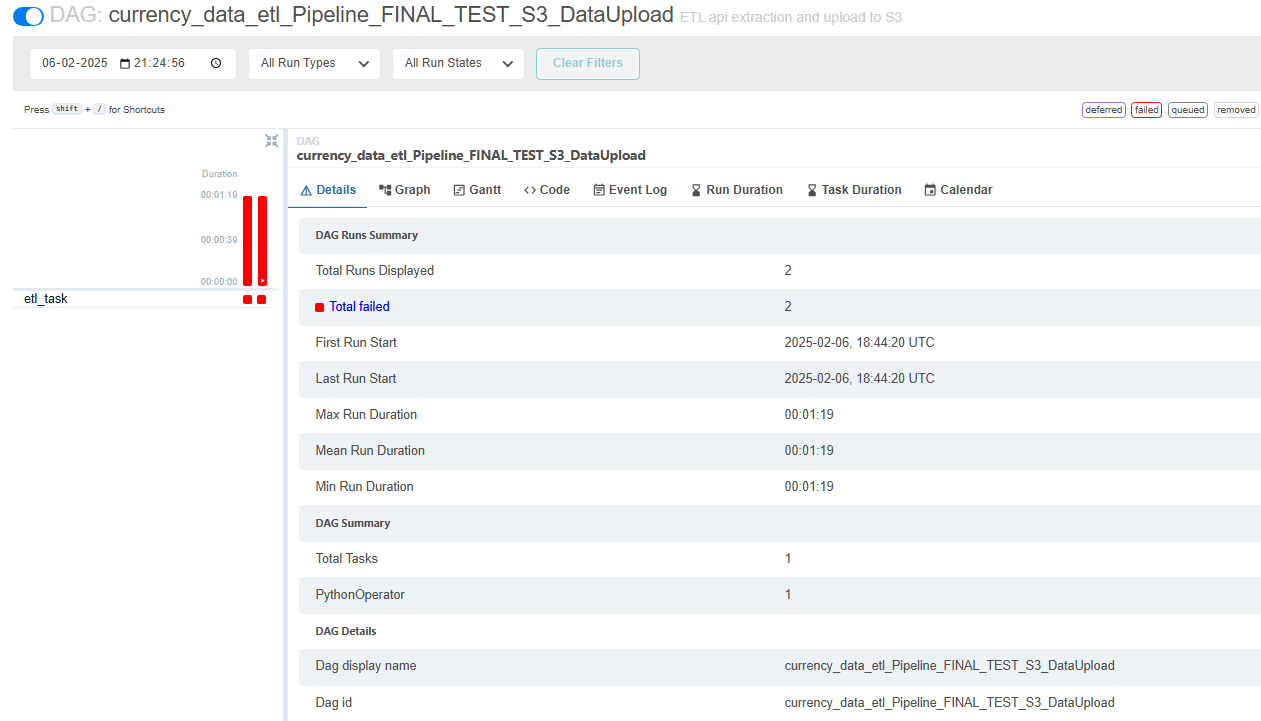 DAG: currency_data_etl_Pipeline_FINAL_TEST_S3_DataUpload ETL api extraction and upload to S3
06-02-2025 21:24:56 All Run Types All Run States Clear Filters
Press shift + / for Shortcuts deferred failed queued removed
DAG
currency_data_etl_Pipeline_FINAL_TEST_S3_DataUpload
Duration
00:01:19
00:00:39
00:00:00
etl_task
Details Graph Gantt <> Code Event Log Run Duration Task Duration Calendar
DAG Runs Summary
Total Runs Displayed 2
Total failed 2
First Run Start 2025-02-06, 18:44:20 UTC
Last Run Start 2025-02-06, 18:44:20 UTC
Max Run Duration 00:01:19
Mean Run Duration 00:01:19
Min Run Duration 00:01:19
DAG Summary
Total Tasks 1
PythonOperator 1
DAG Details
Dag display name currency_data_etl_Pipeline_FINAL_TEST_S3_DataUpload
Dag id currency_data_etl_Pipeline_FINAL_TEST_S3_DataUpload